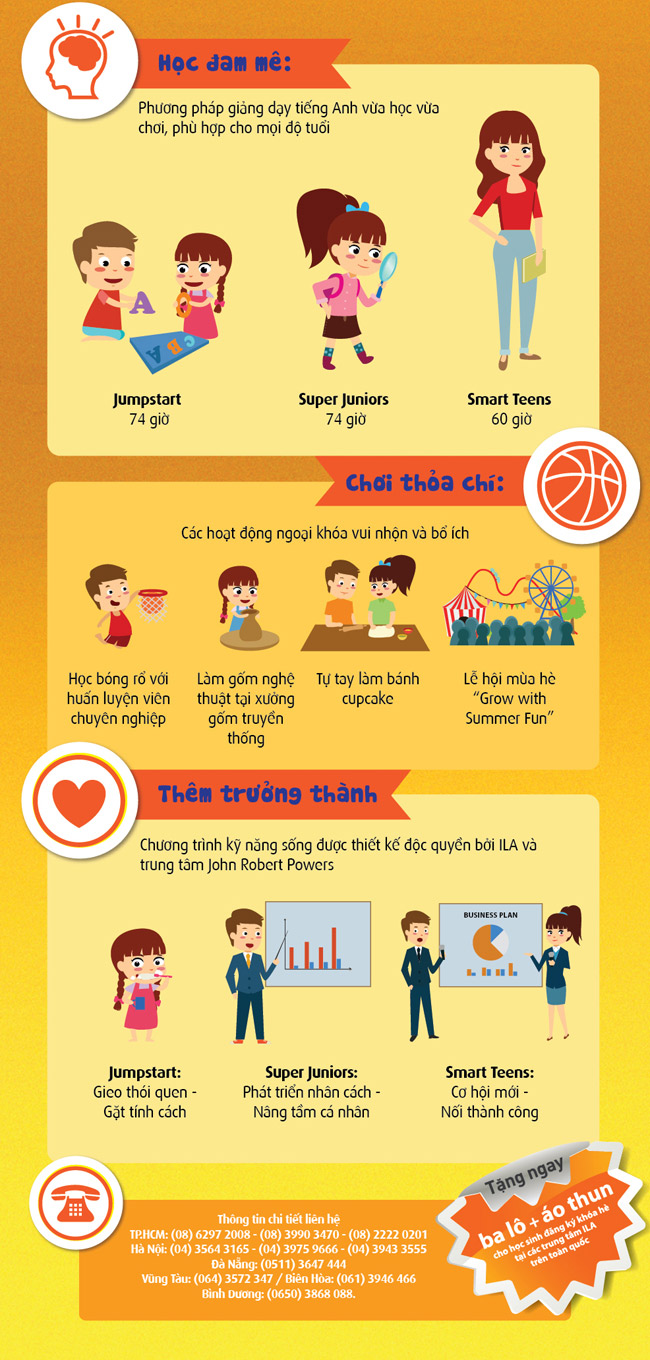 Học đam mê:
Phương pháp giảng dạy tiếng Anh vừa học vừa
chơi, phù hợp cho mọi độ tuổi
A
C B A
Jumpstart
74 giờ
Super Juniors
74 giờ
Smart Teens
60 giờ
Chơi thỏa chí:
Các hoạt động ngoại khóa vui nhộn và bổ ích
Học bóng rổ với
huấn luyện viên
chuyên nghiệp
Làm gốm nghệ
thuật tại xưởng
gốm truyền
thống
Tự tay làm bánh
cupcake
Lễ hội mùa hè
“Grow with
Summer Fun”
Thêm trưởng thành
Chương trình kỹ năng sống được thiết kế độc quyền bởi ILA và
trung tâm John Robert Powers
BUSINESS PLAN
Jumpstart:
Gieo thói quen -
Gặt tính cách
Super Juniors:
Phát triển nhân cách -
Nâng tầm cá nhân
Smart Teens:
Cơ hội mới -
Nối thành công
Thông tin chi tiết liên hệ
TP.HCM: (08) 6297 2008 - (08) 3990 3470 - (08) 2222 0201
Hà Nội: (04) 3564 3165 - (04) 3975 9666 - (04) 3943 3555
Đà Nẵng: (0511) 3647 444
Vũng Tàu: (064) 3572 347 / Biên Hòa: (061) 3946 466
Bình Dương: (0650) 3868 088.
Tặng ngay
ba lô + áo thun
cho học sinh đăng ký khóa hè
tại các trung tâm ILA
trên toàn quốc